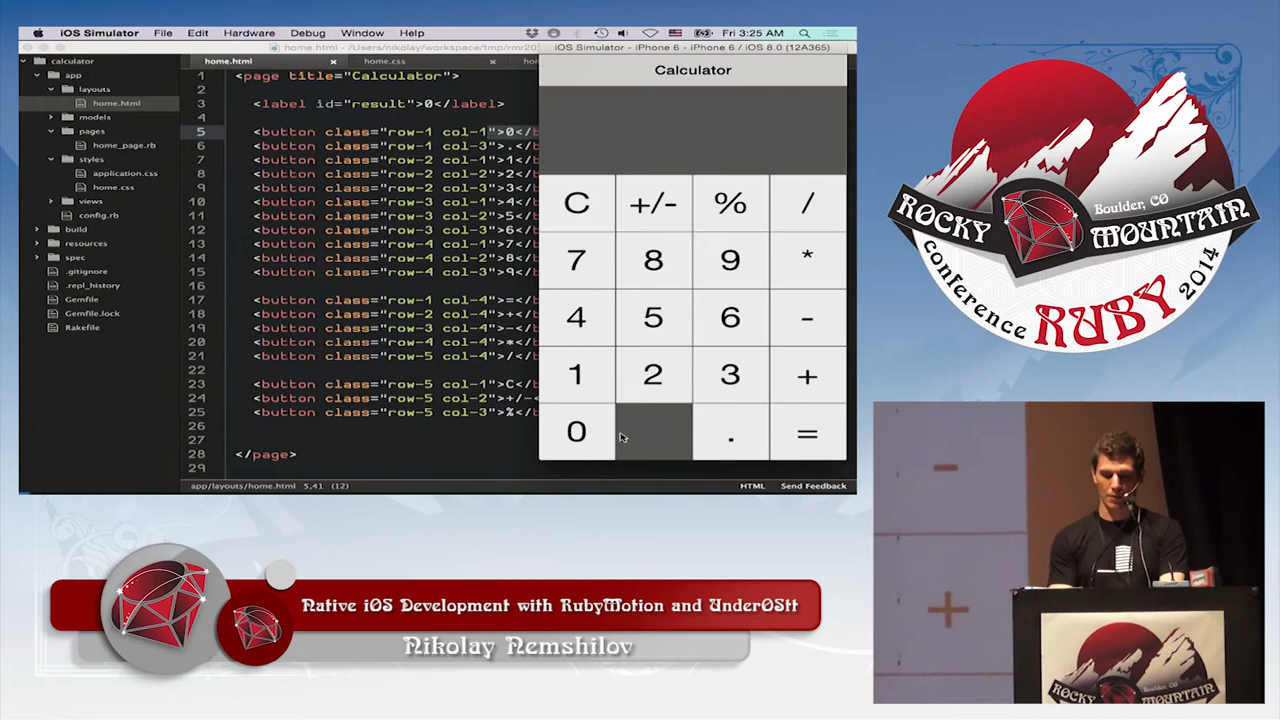 iOS Simulator File Edit Hardware Debug Window Help Fri 3:25 AM
home.html - /Users/nikolay/workspace/tmp/rmr20
iOS Simulator - iPhone 6 - iPhone 6 / iOS 8.0 (12A365)
calculator
app
layouts
home.html
models
pages
home_page.rb
styles
application.css
home.css
views
config.rb
build
resources
spec
.gitignore
.repl_history
Gemfile
Gemfile.lock
Rakefile
home.html home.css
1 <page title="Calculator">
2
3 <label id="result">0</label>
4
5 <button class="row-1 col-1">0</b
6 <button class="row-1 col-3">.</b
7 <button class="row-2 col-1">1</b
8 <button class="row-2 col-2">2</b
9 <button class="row-2 col-3">3</b
10 <button class="row-3 col-1">4</b
11 <button class="row-3 col-2">5</b
12 <button class="row-3 col-3">6</b
13 <button class="row-4 col-1">7</b
14 <button class="row-4 col-2">8</b
15 <button class="row-4 col-3">9</b
16
17 <button class="row-1 col-4">=</b
18 <button class="row-2 col-4">+</b
19 <button class="row-3 col-4">-</b
20 <button class="row-4 col-4">*</b
21 <button class="row-5 col-4">/</b
22
23 <button class="row-5 col-1">C</b
24 <button class="row-5 col-2">+/-<
25 <button class="row-5 col-3">%</b
26
27
28 </page>
29
app/layouts/home.html 5,41 (12) HTML Send Feedback
Calculator
C +/- % /
7 8 9 *
4 5 6 -
1 2 3 +
0 . =
Boulder, CO
ROCKY MOUNTAIN
conference RUBY 2014
- 
+
ROCKY MOUNTAIN
Native iOS Development with RubyMotion and UnderOStt
Nikolay Nemshilov